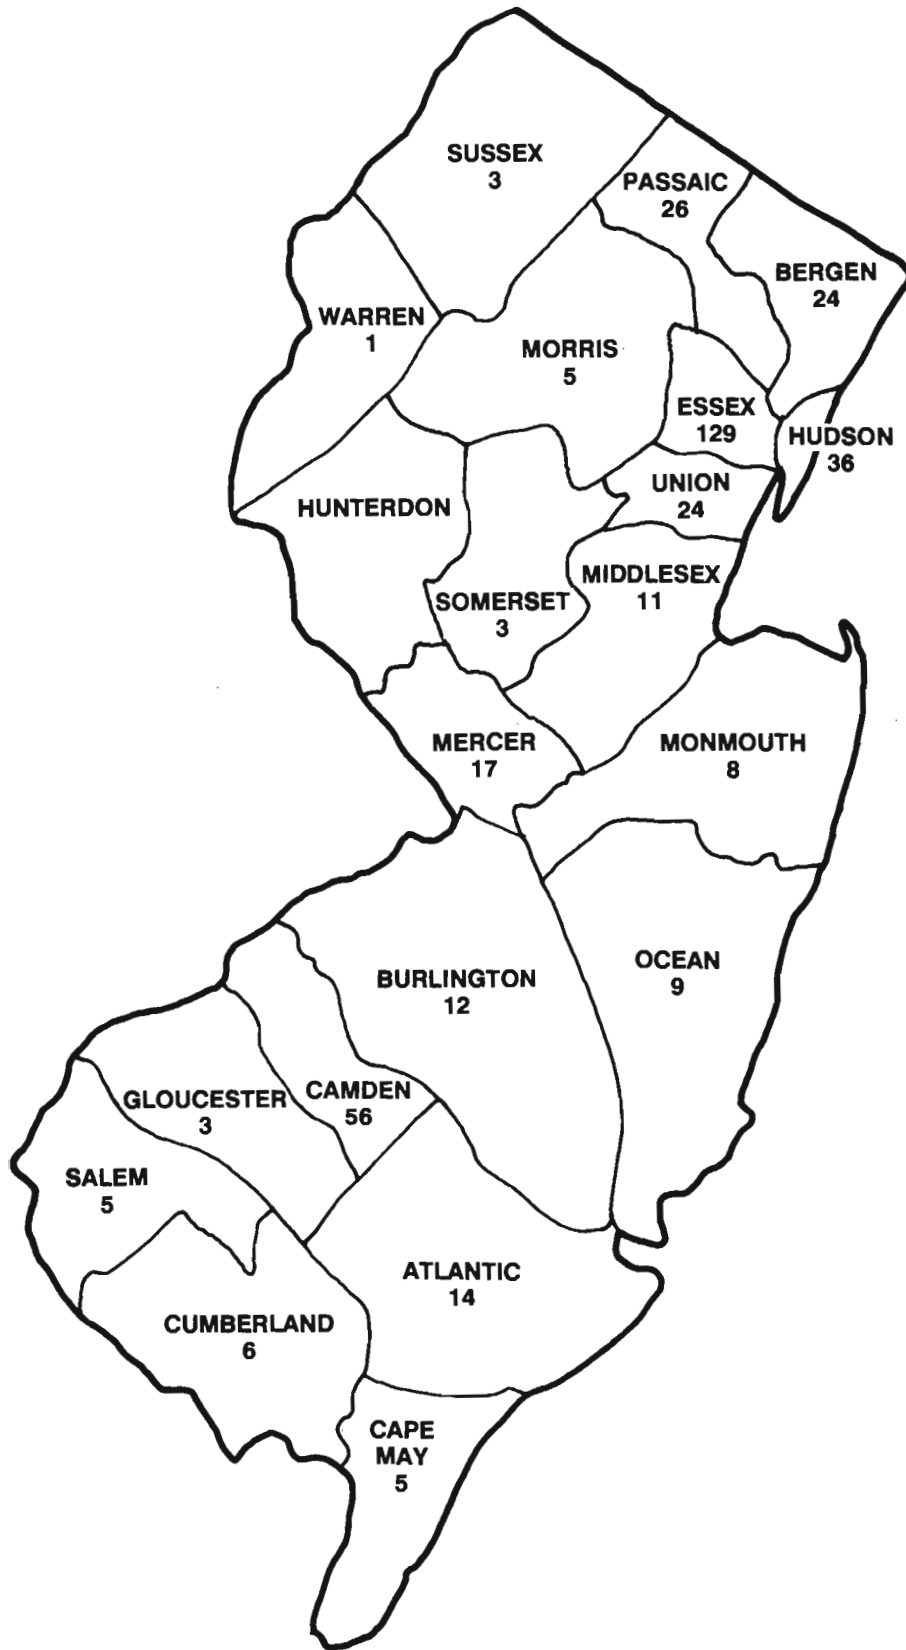 SUSSEX
3
PASSAIC
26
BERGEN
24
WARREN
1
MORRIS
5
ESSEX
129
HUDSON
36
UNION
24
HUNTERDON
MIDDLESEX
11
SOMERSET
3
MERCER
17
MONMOUTH
8
OCEAN
9
BURLINGTON
12
CAMDEN
56
GLOUCESTER
3
SALEM
5
ATLANTIC
14
CUMBERLAND
6
CAPE
MAY
5